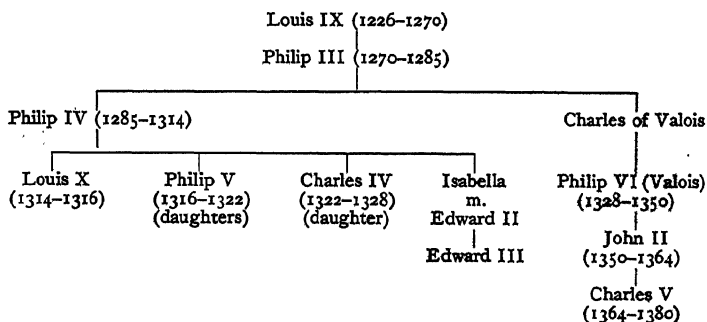 Louis IX (1226–1270)
Philip III (1270–1285)
Philip IV (1285–1314)
Charles of Valois
Louis X
(1314–1316)
Philip V
(1316–1322)
(daughters)
Charles IV
(1322–1328)
(daughter)
Isabella
m.
Edward II
Edward III
Philip VI (Valois)
(1328–1350)
John II
(1350–1364)
Charles V
(1364–1380)